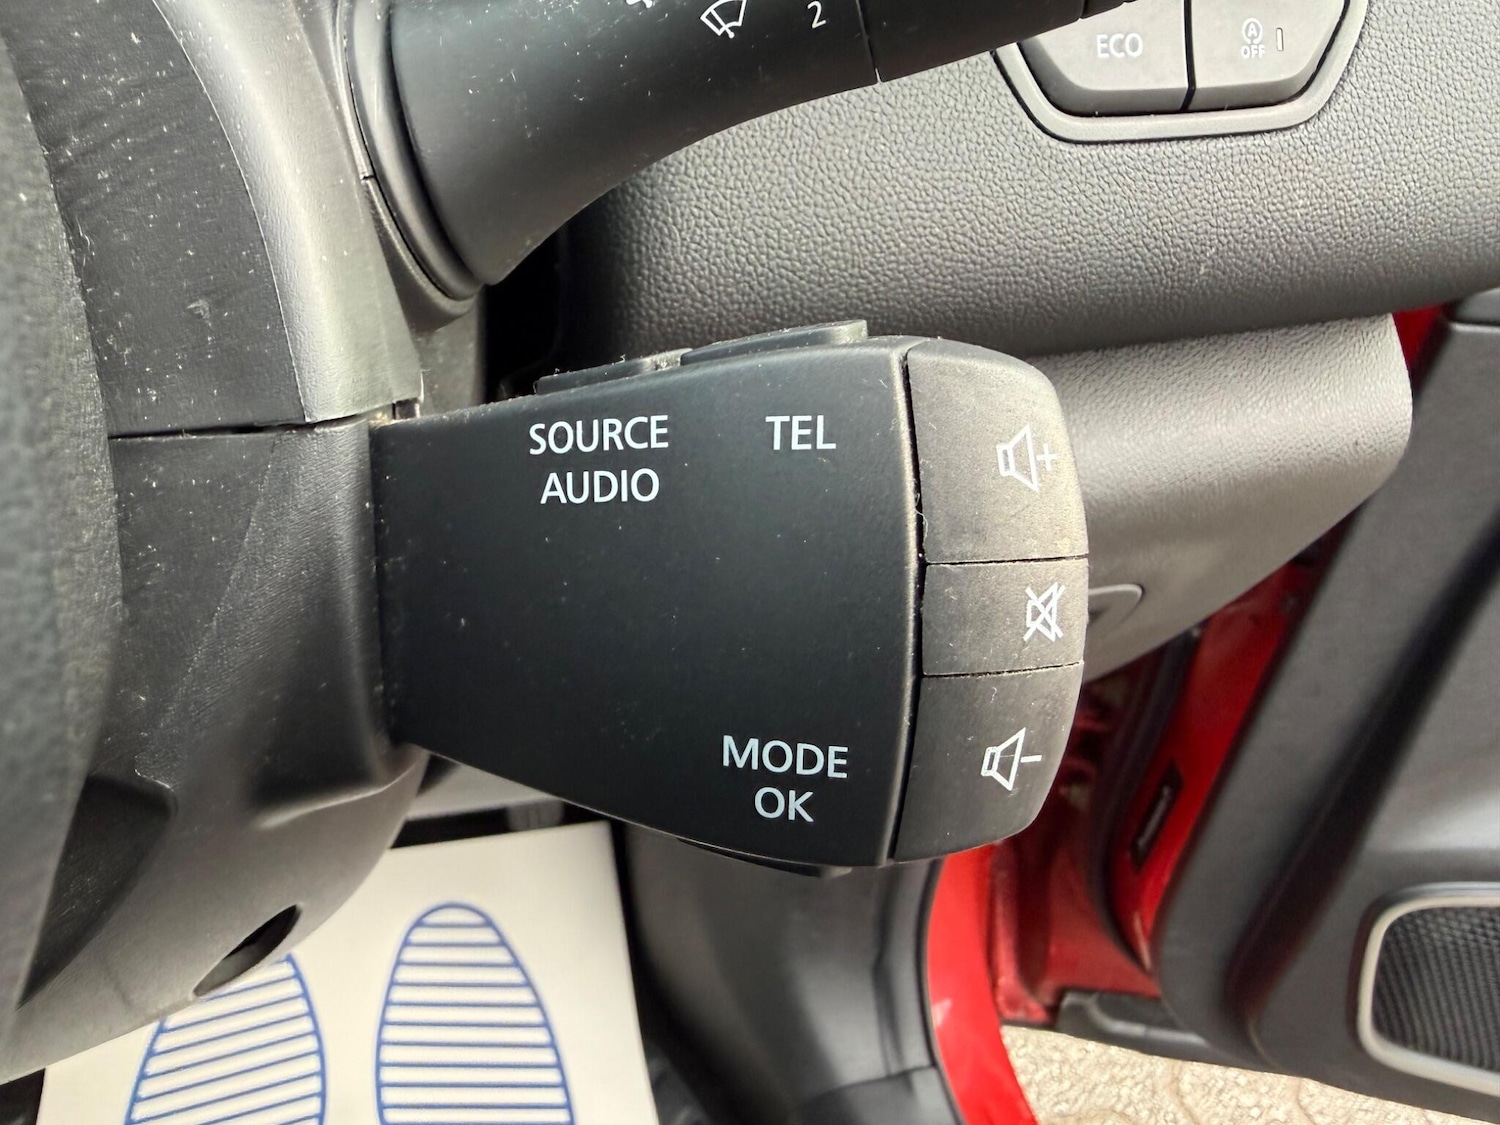 2
ECO
A
OFF
SOURCE
AUDIO
TEL
MODE
OK